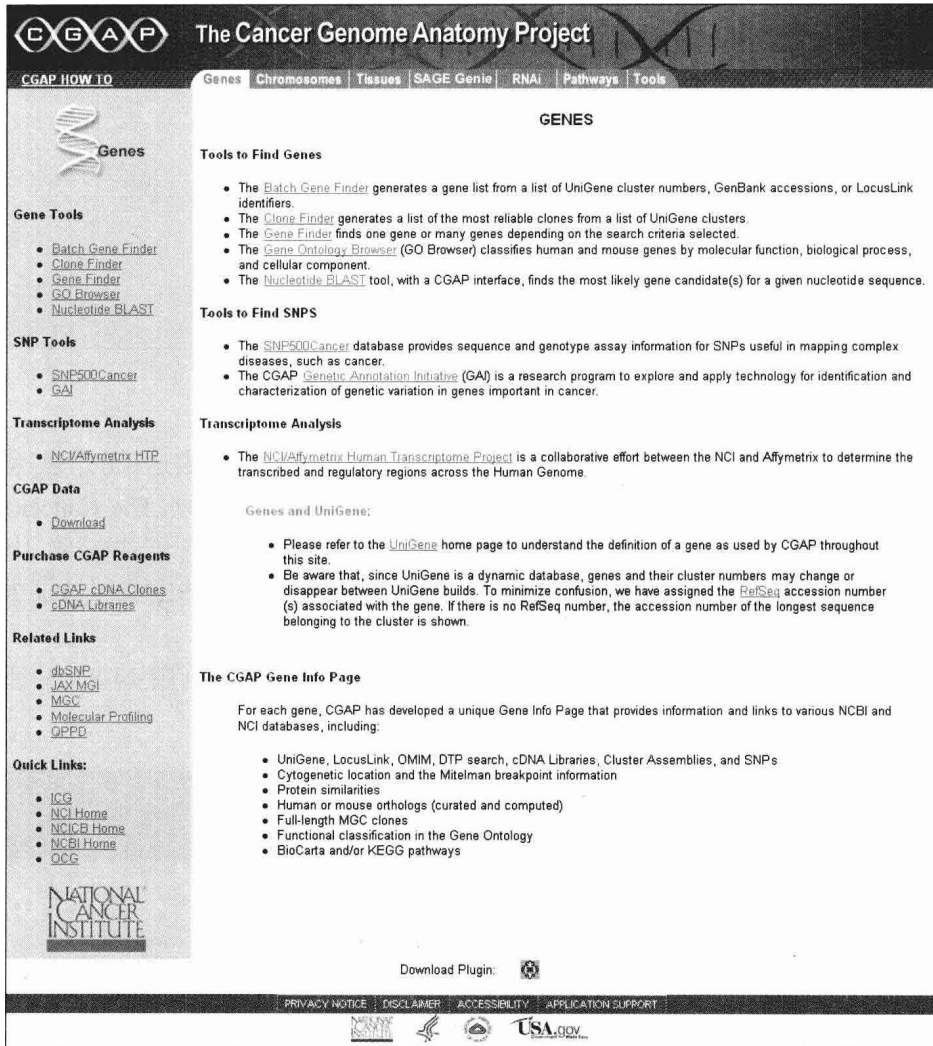 CGAP
The Cancer Genome Anatomy Project
CGAP HOW TO
Genes Chromosomes Tissues SAGE Genie RNAi Pathways Tools
Genes
Gene Tools
Batch Gene Finder
Clone Finder
Gene Finder
GO Browser
Nucleotide BLAST
SNP Tools
SNP500Cancer
GAI
Transcriptome Analysis
NCI/Affymetrix HTP
CGAP Data
Download
Purchase CGAP Reagents
CGAP cDNA Clones
cDNA Libraries
Related Links
dbSNP
JAX MGI
MGC
Molecular Profiling
OPPD
Quick Links:
ICG
NCI Home
NCICB Home
NCBI Home
OCG
NATIONAL
CANCER
INSTITUTE
GENES
Tools to Find Genes
The Batch Gene Finder generates a gene list from a list of UniGene cluster numbers, GenBank accessions, or LocusLink
identifiers.
The Clone Finder generates a list of the most reliable clones from a list of UniGene clusters.
The Gene Finder finds one gene or many genes depending on the search criteria selected.
The Gene Ontology Browser (GO Browser) classifies human and mouse genes by molecular function, biological process,
and cellular component.
The Nucleotide BLAST tool, with a CGAP interface, finds the most likely gene candidate(s) for a given nucleotide sequence.
Tools to Find SNPS
The SNP500Cancer database provides sequence and genotype assay information for SNPs useful in mapping complex
diseases, such as cancer.
The CGAP Genetic Annotation Initiative (GAI) is a research program to explore and apply technology for identification and
characterization of genetic variation in genes important in cancer.
Transcriptome Analysis
The NCI/Affymetrix Human Transcriptome Project is a collaborative effort between the NCI and Affymetrix to determine the
transcribed and regulatory regions across the Human Genome.
Genes and UniGene:
Please refer to the UniGene home page to understand the definition of a gene as used by CGAP throughout
this site.
Be aware that, since UniGene is a dynamic database, genes and their cluster numbers may change or
disappear between UniGene builds. To minimize confusion, we have assigned the RefSeq accession number
(s) associated with the gene. If there is no RefSeq number, the accession number of the longest sequence
belonging to the cluster is shown.
The CGAP Gene Info Page
For each gene, CGAP has developed a unique Gene Info Page that provides information and links to various NCBI and
NCI databases, including:
UniGene, LocusLink, OMIM, DTP search, cDNA Libraries, Cluster Assemblies, and SNPs
Cytogenetic location and the Mitelman breakpoint information
Protein similarities
Human or mouse orthologs (curated and computed)
Full-length MGC clones
Functional classification in the Gene Ontology
BioCarta and/or KEGG pathways
Download Plugin:
PRIVACY NOTICE DISCLAIMER ACCESSIBILITY APPLICATION SUPPORT
USA.gov